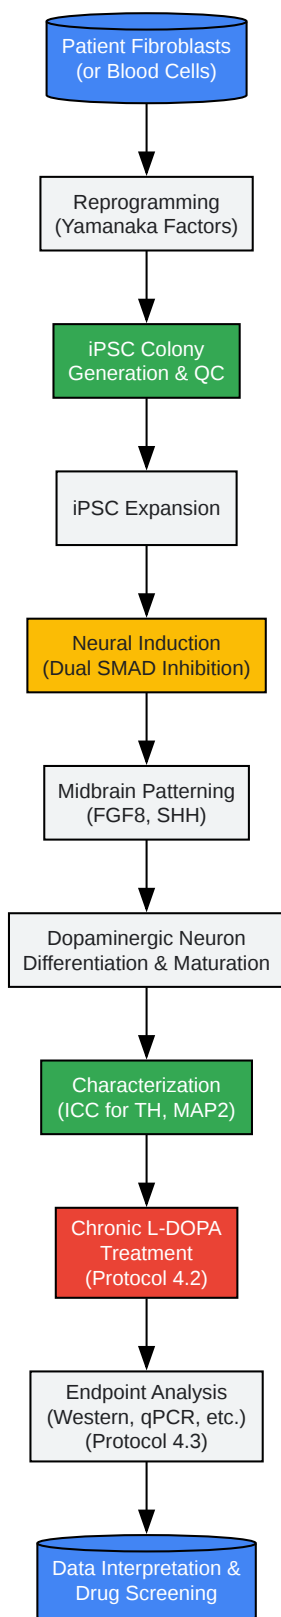 Patient Fibroblasts
(or Blood Cells)
Reprogramming
(Yamanaka Factors)
iPSC Colony
Generation & QC
iPSC Expansion
Neural Induction
(Dual SMAD Inhibition)
Midbrain Patterning
(FGF8, SHH)
Dopaminergic Neuron
Differentiation & Maturation
Characterization
(ICC for TH, MAP2)
Chronic L-DOPA
Treatment
(Protocol 4.2)
Endpoint Analysis
(Western, qPCR, etc.)
(Protocol 4.3)
Data Interpretation &
Drug Screening